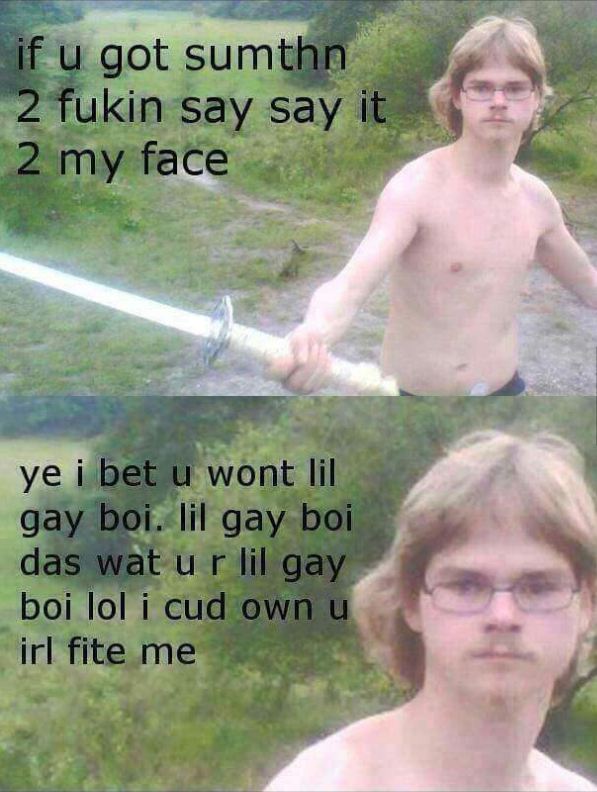 if u got sumthn
2 fukin say say it
2 my face
ye i bet u wont lil
gay boi. lil gay boi
das wat u r lil gay
boi lol i cud own u
irl fite me